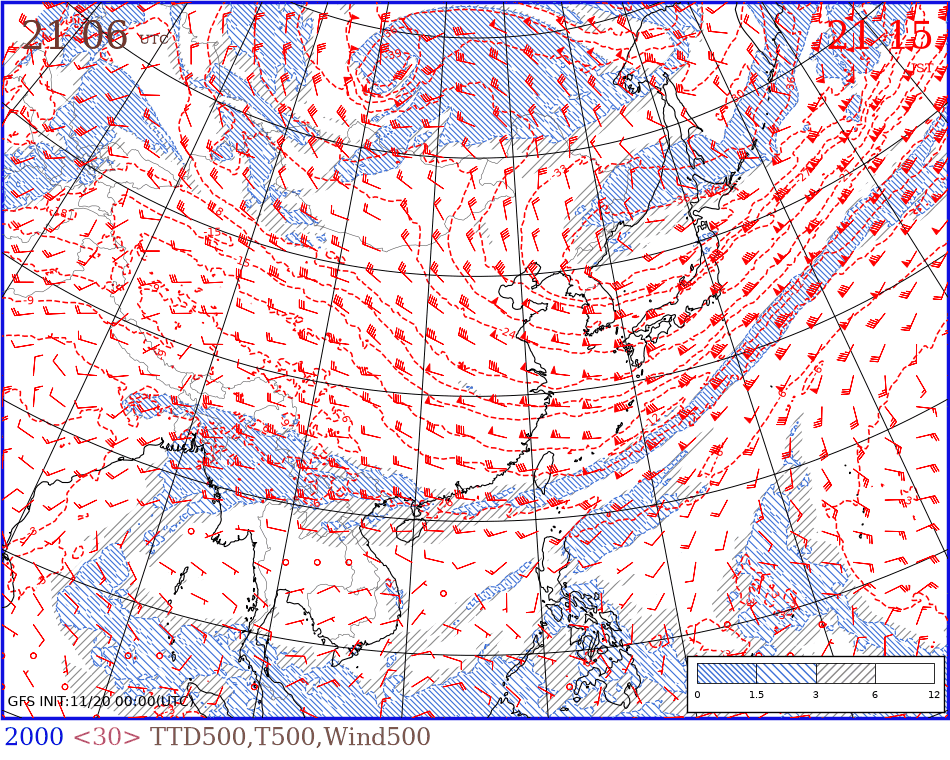 21 06 UTC
21 15
JST
GFS INIT:11/20 00:00(UTC)
0 1.5 3 6 12
2000 <30> TTD500,T500,Wind500